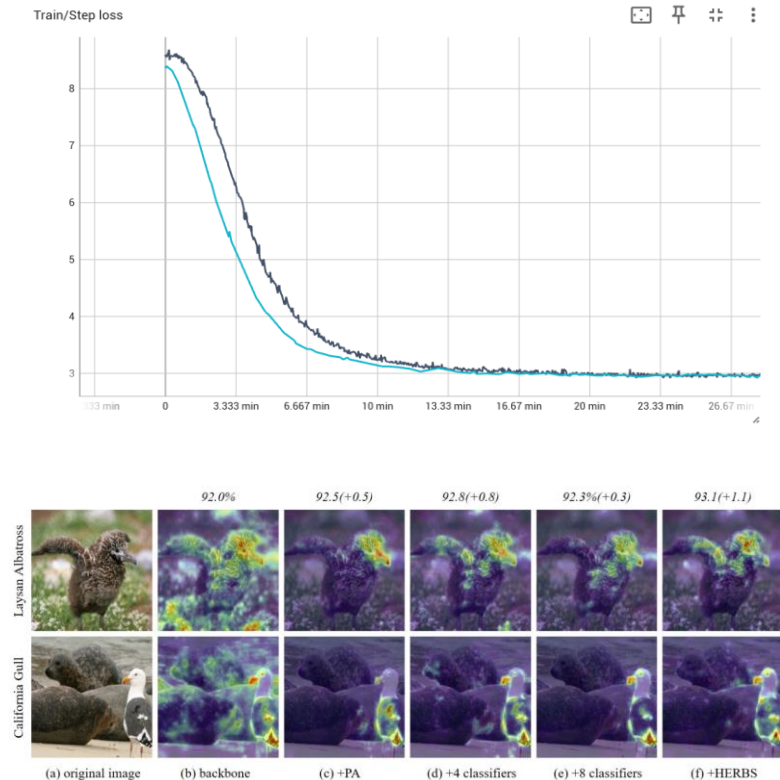 Train/Step loss
8
7
6
5
4
3
333 min 0 3.333 min 6.667 min 10 min 13.33 min 16.67 min 20 min 23.33 min 26.67 min
92.0% 92.5(+0.5) 92.8(+0.8) 92.3%(+0.3) 93.1(+1.1)
Laysan Albatross
California Gull
(a) original image (b) backbone (c) +PA (d) +4 classifiers (e) +8 classifiers (f) +HERBS